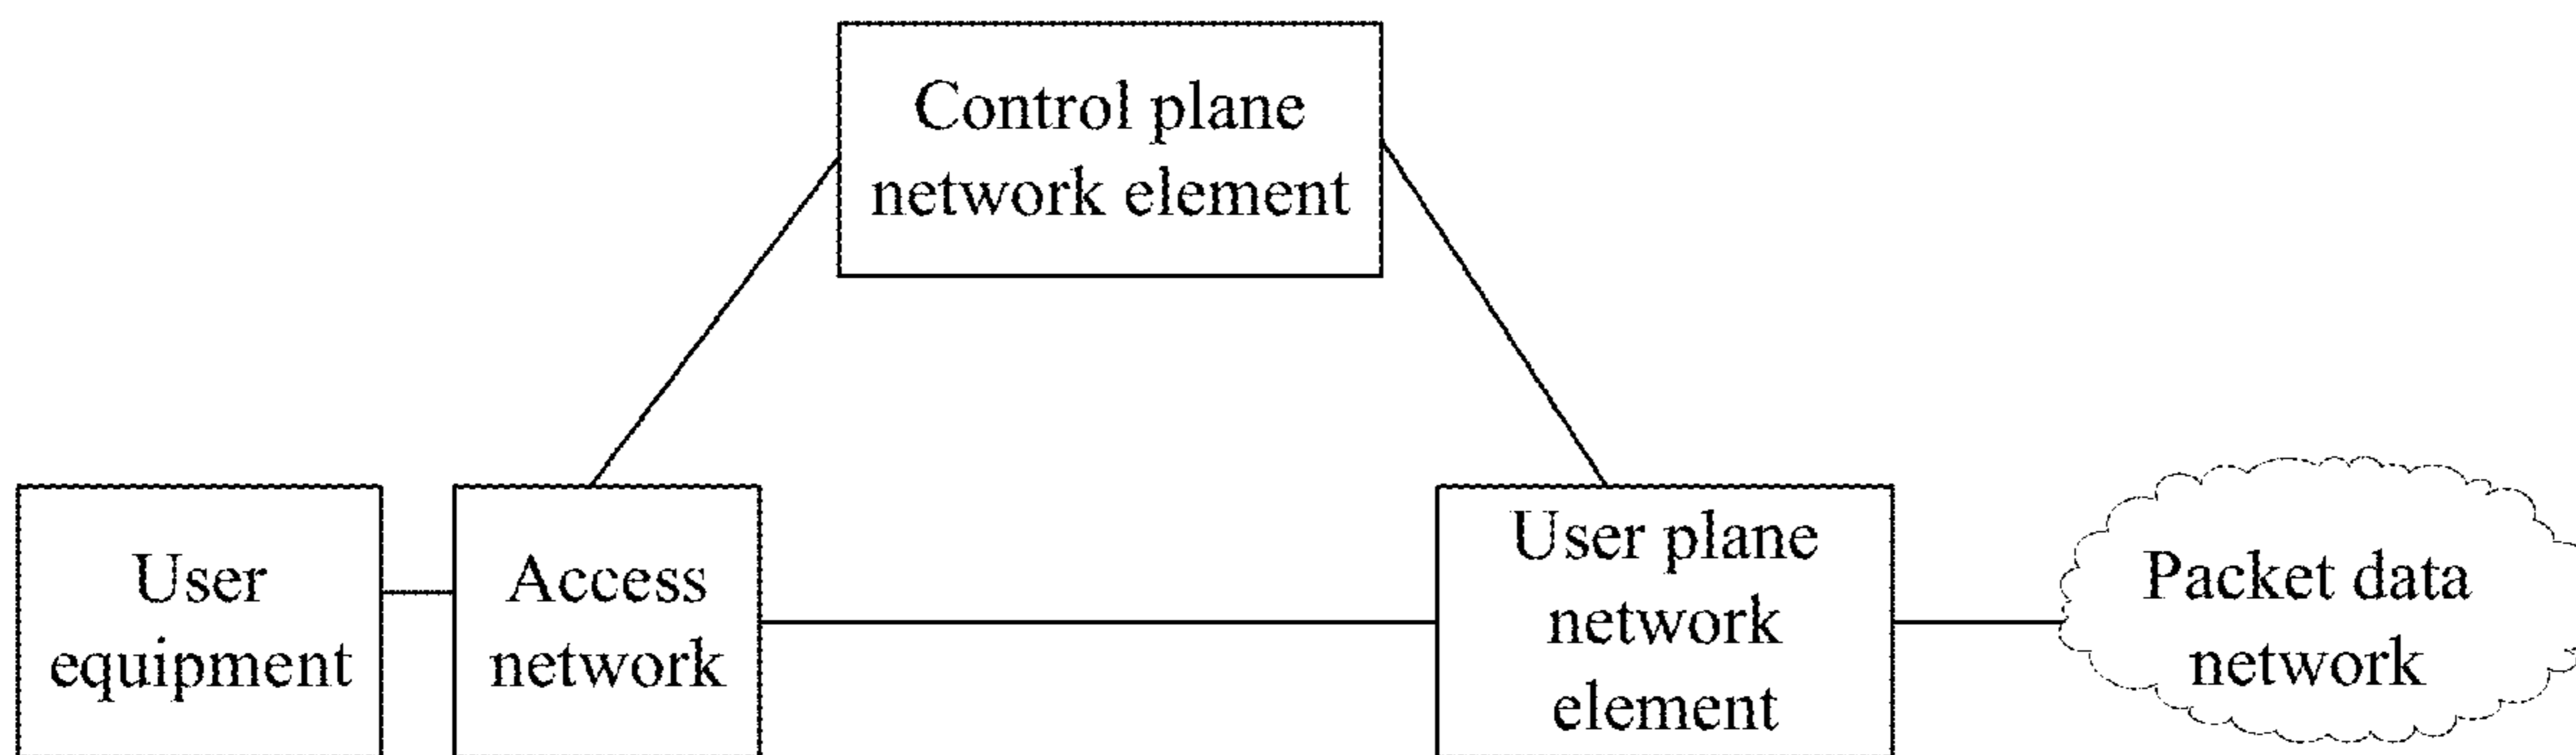 Control plane
network element
User
equipment
Access
network
User plane
network
element
Packet data
network